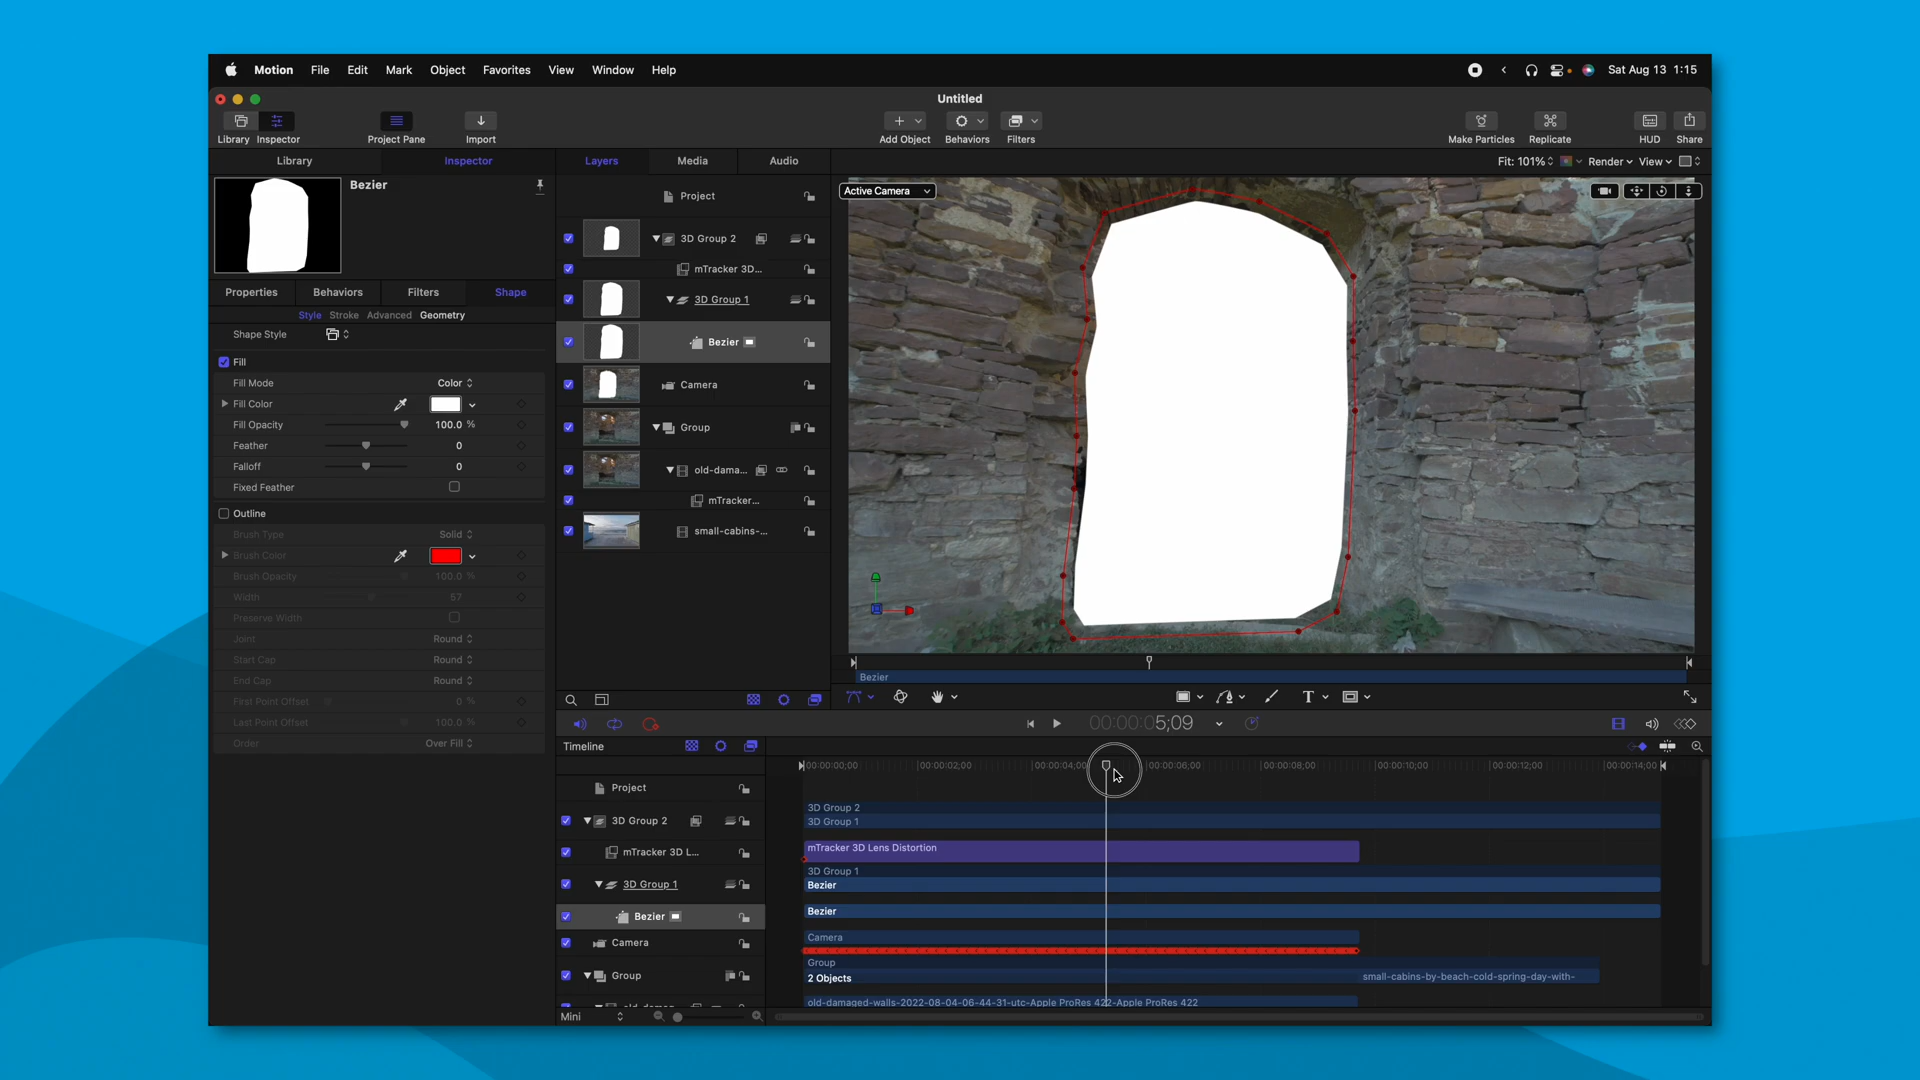 Motion File Edit Mark Object Favorites View Window Help
Sat Aug 13 1:15
Untitled
Library Inspector Project Pane Import Add Object Behaviors Filters Make Particles Replicate HUD Share
Library Inspector Layers Media Audio
Fit: 101% Render View
Bezier
Properties Behaviors Filters Shape
Style Stroke Advanced Geometry
Shape Style
Fill
Fill Mode Color
Fill Color
Fill Opacity 100.0 %
Feather 0
Falloff 0
Fixed Feather
Outline
Brush Type Solid
Brush Color
Brush Opacity 100.0 %
Width 57
Preserve Width
Joint Round
Start Cap Round
End Cap Round
First Point Offset 0 %
Last Point Offset 100.0 %
Order Over Fill
Project
3D Group 2
mTracker 3D...
3D Group 1
Bezier
Camera
Group
old-dama...
mTracker...
small-cabins-...
Active Camera
Bezier
T
00:00:05;09
Timeline
00:00:00;00 00:00:02;00 00:00:04;00 00:00:06;00 00:00:08;00 00:00:10;00 00:00:12;00 00:00:14;00
Project
3D Group 2
3D Group 2
3D Group 1
mTracker 3D L...
mTracker 3D Lens Distortion
3D Group 1
3D Group 1
Bezier
Bezier
Bezier
Camera
Camera
Group
Group
2 Objects
small-cabins-by-beach-cold-spring-day-with-
old-damaged-walls-2022-08-04-06-44-31-utc-Apple ProRes 422-Apple ProRes 422
Mini